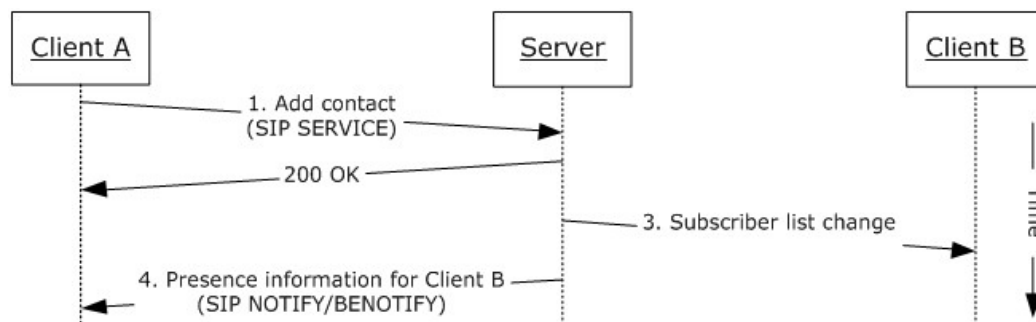 Client A
Server
Client B
1. Add contact
(SIP SERVICE)
200 OK
3. Subscriber list change
4. Presence information for Client B
(SIP NOTIFY/BENOTIFY)